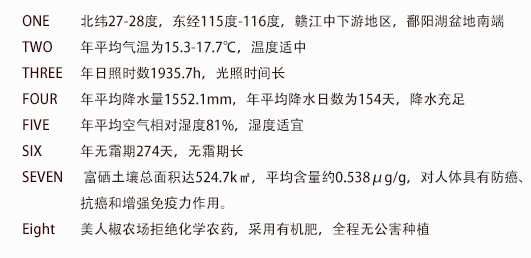 ONE 北纬27-28度，东经115度-116度，赣江中下游地区，鄱阳湖盆地南端
TWO 年平均气温为15.3-17.7℃，温度适中
THREE 年日照时数1935.7h，光照时间长
FOUR 年平均降水量1552.1mm，年平均降水日数为154天，降水充足
FIVE 年平均空气相对湿度81%，湿度适宜
SIX 年无霜期274天，无霜期长
SEVEN 富硒土壤总面积达524.7k㎡，平均含量约0.538μg/g，对人体具有防癌、
抗癌和增强免疫力作用。
Eight 美人椒农场拒绝化学农药，采用有机肥，全程无公害种植